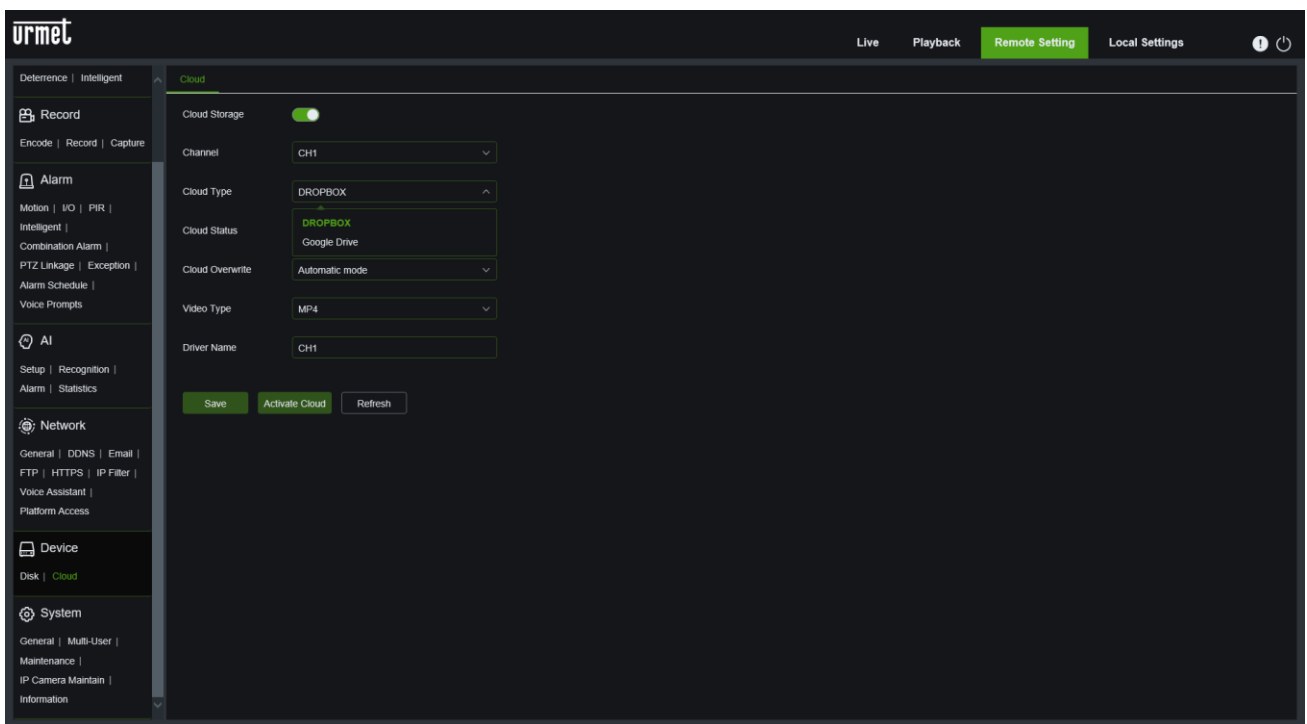 urmet
Live Playback Remote Setting Local Settings
Deterrence | Intelligent
Record
Encode | Record | Capture
Alarm
Motion | I/O | PIR |
Intelligent |
Combination Alarm |
PTZ Linkage | Exception |
Alarm Schedule |
Voice Prompts
AI
Setup | Recognition |
Alarm | Statistics
Network
General | DDNS | Email |
FTP | HTTPS | IP Filter |
Voice Assistant |
Platform Access
Device
Disk | Cloud
System
General | Multi-User |
Maintenance |
IP Camera Maintain |
Information
Cloud
Cloud Storage
Channel CH1
Cloud Type DROPBOX
DROPBOX
Cloud Status
Google Drive
Cloud Overwrite Automatic mode
Video Type MP4
Driver Name CH1
Save Activate Cloud Refresh